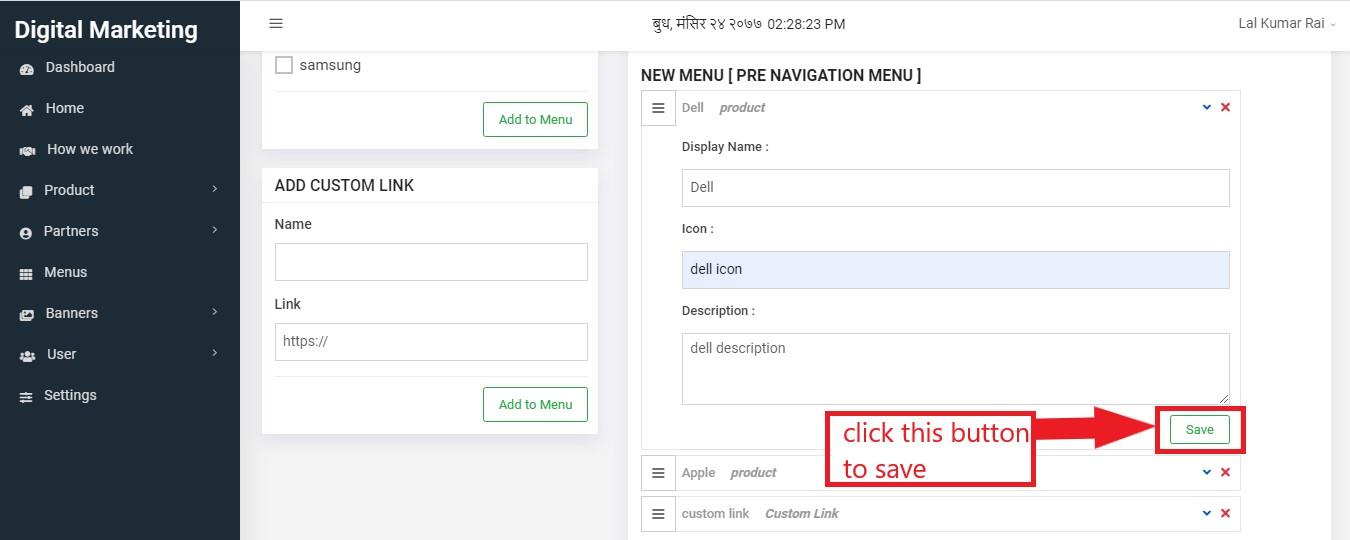 Digital Marketing
बुध, मंसिर २४ २०७७ 02:28:23 PM
Lal Kumar Rai
Dashboard
Home
How we work
Product
Partners
Menus
Banners
User
Settings
samsung
Add to Menu
ADD CUSTOM LINK
Name
Link
https://
Add to Menu
NEW MENU [ PRE NAVIGATION MENU ]
Dell product
Display Name :
Dell
Icon :
dell icon
Description :
dell description
click this button
to save
Save
Apple product
custom link Custom Link